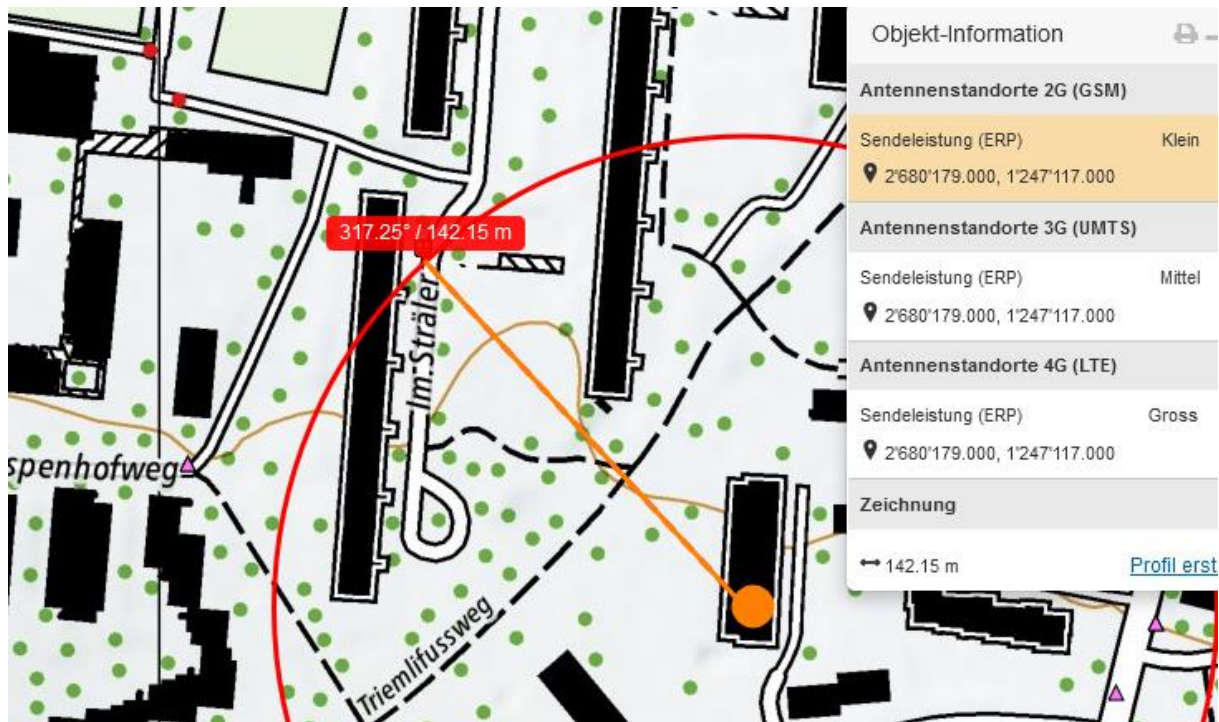 Objekt-Information
Antennenstandorte 2G (GSM)
Sendeleistung (ERP) Klein
2'680'179.000, 1'247'117.000
Antennenstandorte 3G (UMTS)
Sendeleistung (ERP) Mittel
2'680'179.000, 1'247'117.000
Antennenstandorte 4G (LTE)
Sendeleistung (ERP) Gross
2'680'179.000, 1'247'117.000
Zeichnung
142.15 m Profil erst
317.25° / 142.15 m
Im Sträler
spenhofweg
Triemlifussweg